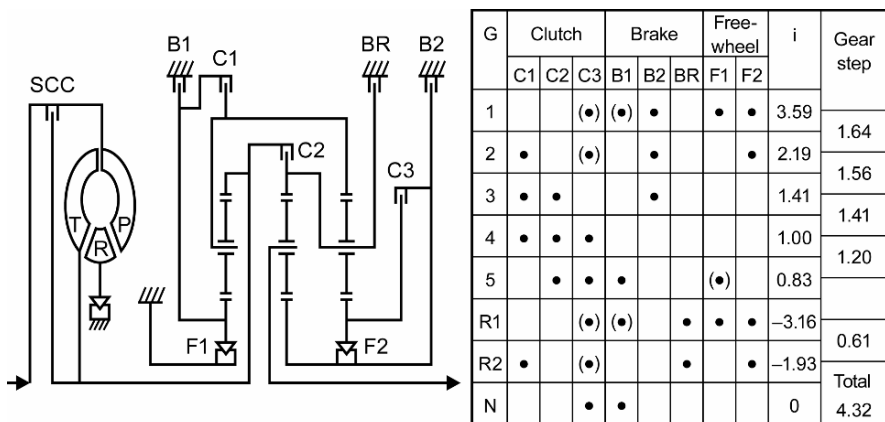 B1
C1
BR
B2
SCC
C2
C3
T
P
R
F1
F2
G Clutch Brake Free-wheel i Gear step
C1 C2 C3 B1 B2 BR F1 F2
1 (•) (•) • • • 3.59
1.64
2 • (•) • • 2.19
1.56
3 • • • 1.41
1.41
4 • • • 1.00
1.20
5 • • • (•) 0.83
R1 (•) (•) • • • –3.16
0.61
R2 • (•) • • –1.93
Total
4.32
N • • 0